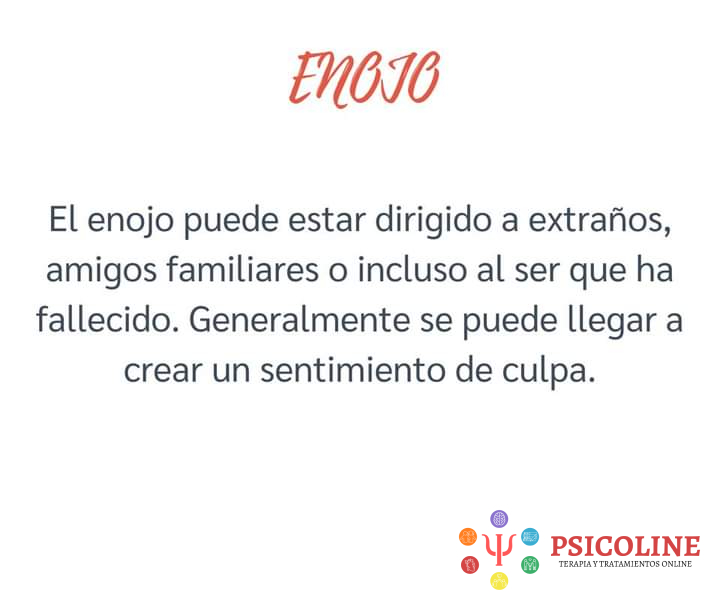 ENOJO
El enojo puede estar dirigido a extraños,
amigos familiares o incluso al ser que ha
fallecido. Generalmente se puede llegar a
crear un sentimiento de culpa.
PSICOLINE
TERAPIA Y TRATAMIENTOS ONLINE